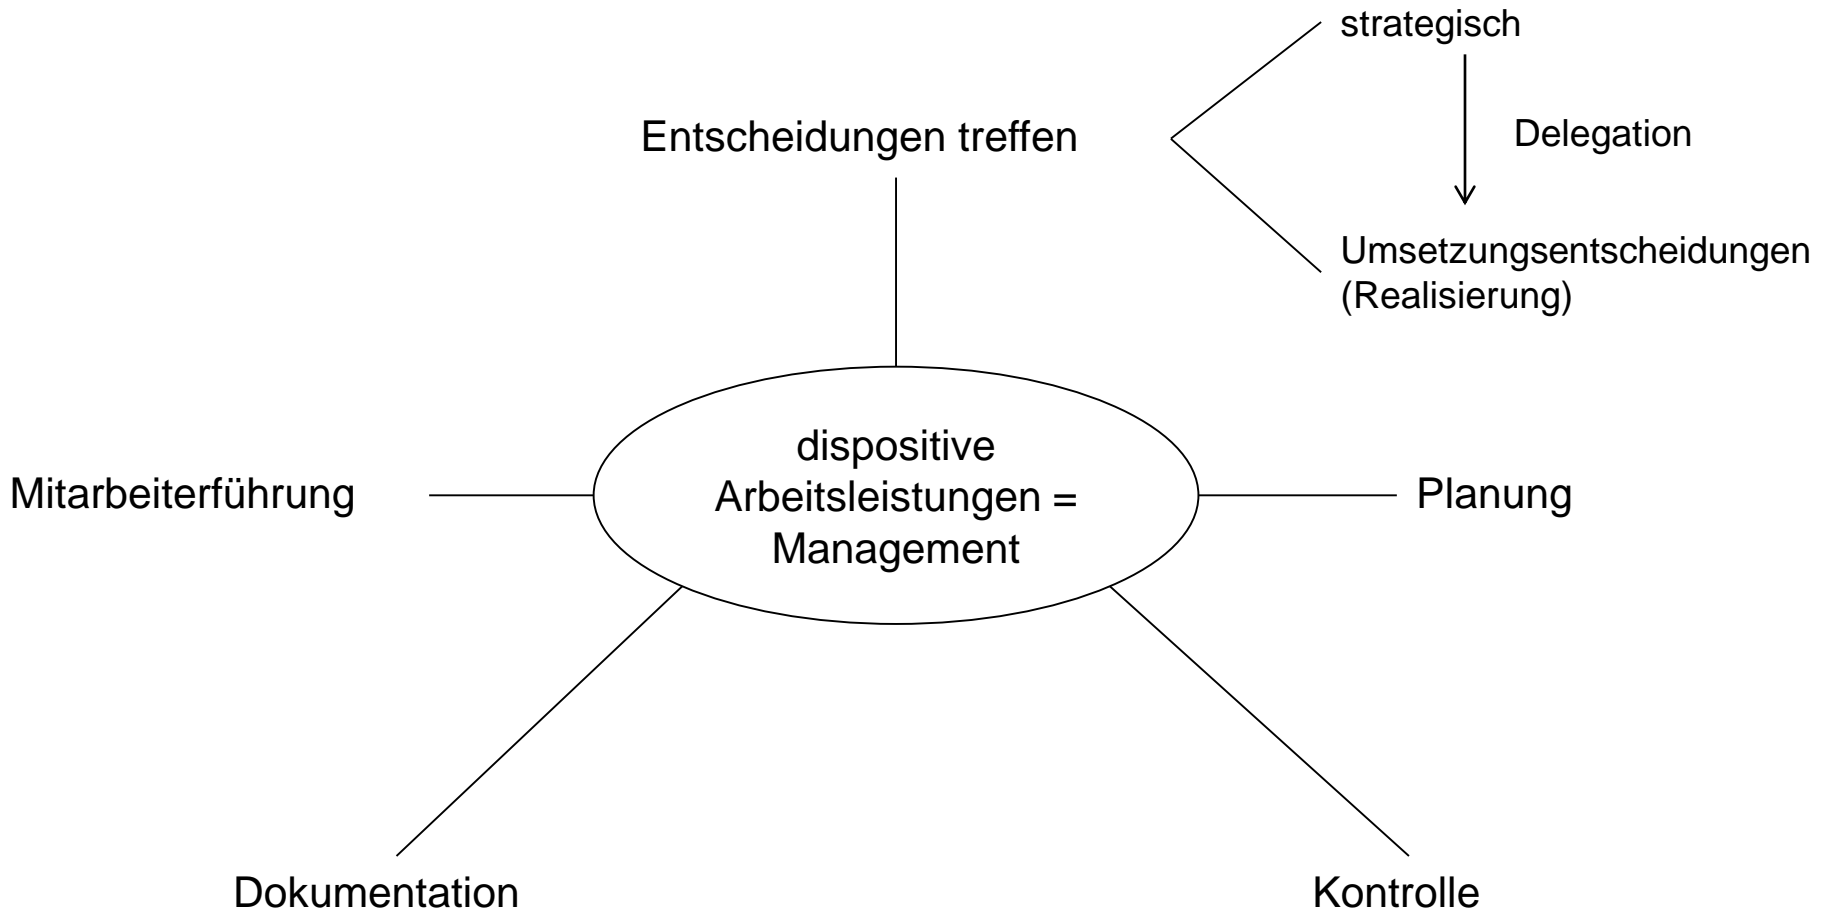 strategisch
Entscheidungen treffen
Delegation
Umsetzungsentscheidungen
(Realisierung)
dispositive
Arbeitsleistungen =
Management
Mitarbeiterführung
Planung
Dokumentation
Kontrolle